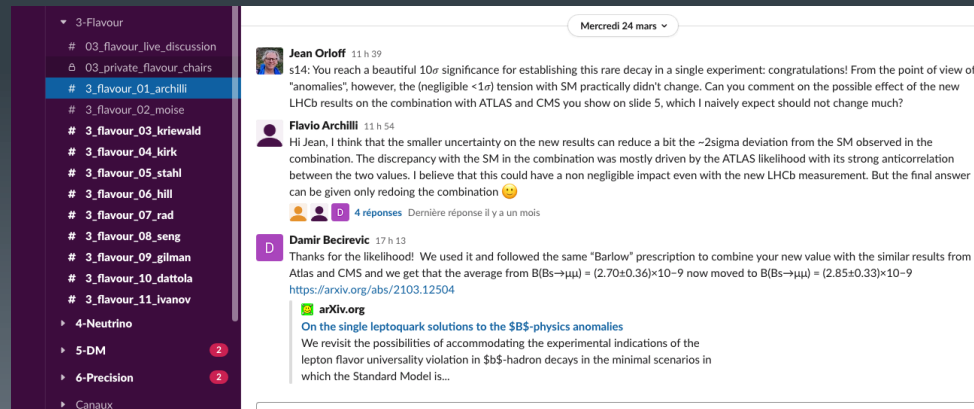 3-Flavour
# 03_flavour_live_discussion
03_private_flavour_chairs
# 3_flavour_01_archilli
# 3_flavour_02_moise
# 3_flavour_03_kriewald
# 3_flavour_04_kirk
# 3_flavour_05_stahl
# 3_flavour_06_hill
# 3_flavour_07_rad
# 3_flavour_08_seng
# 3_flavour_09_gilman
# 3_flavour_10_dattola
# 3_flavour_11_ivanov
4-Neutrino
5-DM 2
6-Precision 2
Canaux
Mercredi 24 mars
Jean Orloff 11 h 39
s14: You reach a beautiful 10σ significance for establishing this rare decay in a single experiment: congratulations! From the point of view of
"anomalies", however, the (negligible <1σ) tension with SM practically didn't change. Can you comment on the possible effect of the new
LHCb results on the combination with ATLAS and CMS you show on slide 5, which I naively expect should not change much?
Flavio Archilli 11 h 54
Hi Jean, I think that the smaller uncertainty on the new results can reduce a bit the ~2sigma deviation from the SM observed in the
combination. The discrepancy with the SM in the combination was mostly driven by the ATLAS likelihood with its strong anticorrelation
between the two values. I believe that this could have a non negligible impact even with the new LHCb measurement. But the final answer
can be given only redoing the combination 🙂
D 4 réponses Dernière réponse il y a un mois
D
Damir Becirevic 17 h 13
Thanks for the likelihood! We used it and followed the same "Barlow" prescription to combine your new value with the similar results from
Atlas and CMS and we get that the average from B(Bs→μμ) = (2.70±0.36)×10−9 now moved to B(Bs→μμ) = (2.85±0.33)×10−9
https://arxiv.org/abs/2103.12504
arXiv.org
On the single leptoquark solutions to the $B$-physics anomalies
We revisit the possibilities of accommodating the experimental indications of the
lepton flavor universality violation in $b$-hadron decays in the minimal scenarios in
which the Standard Model is...